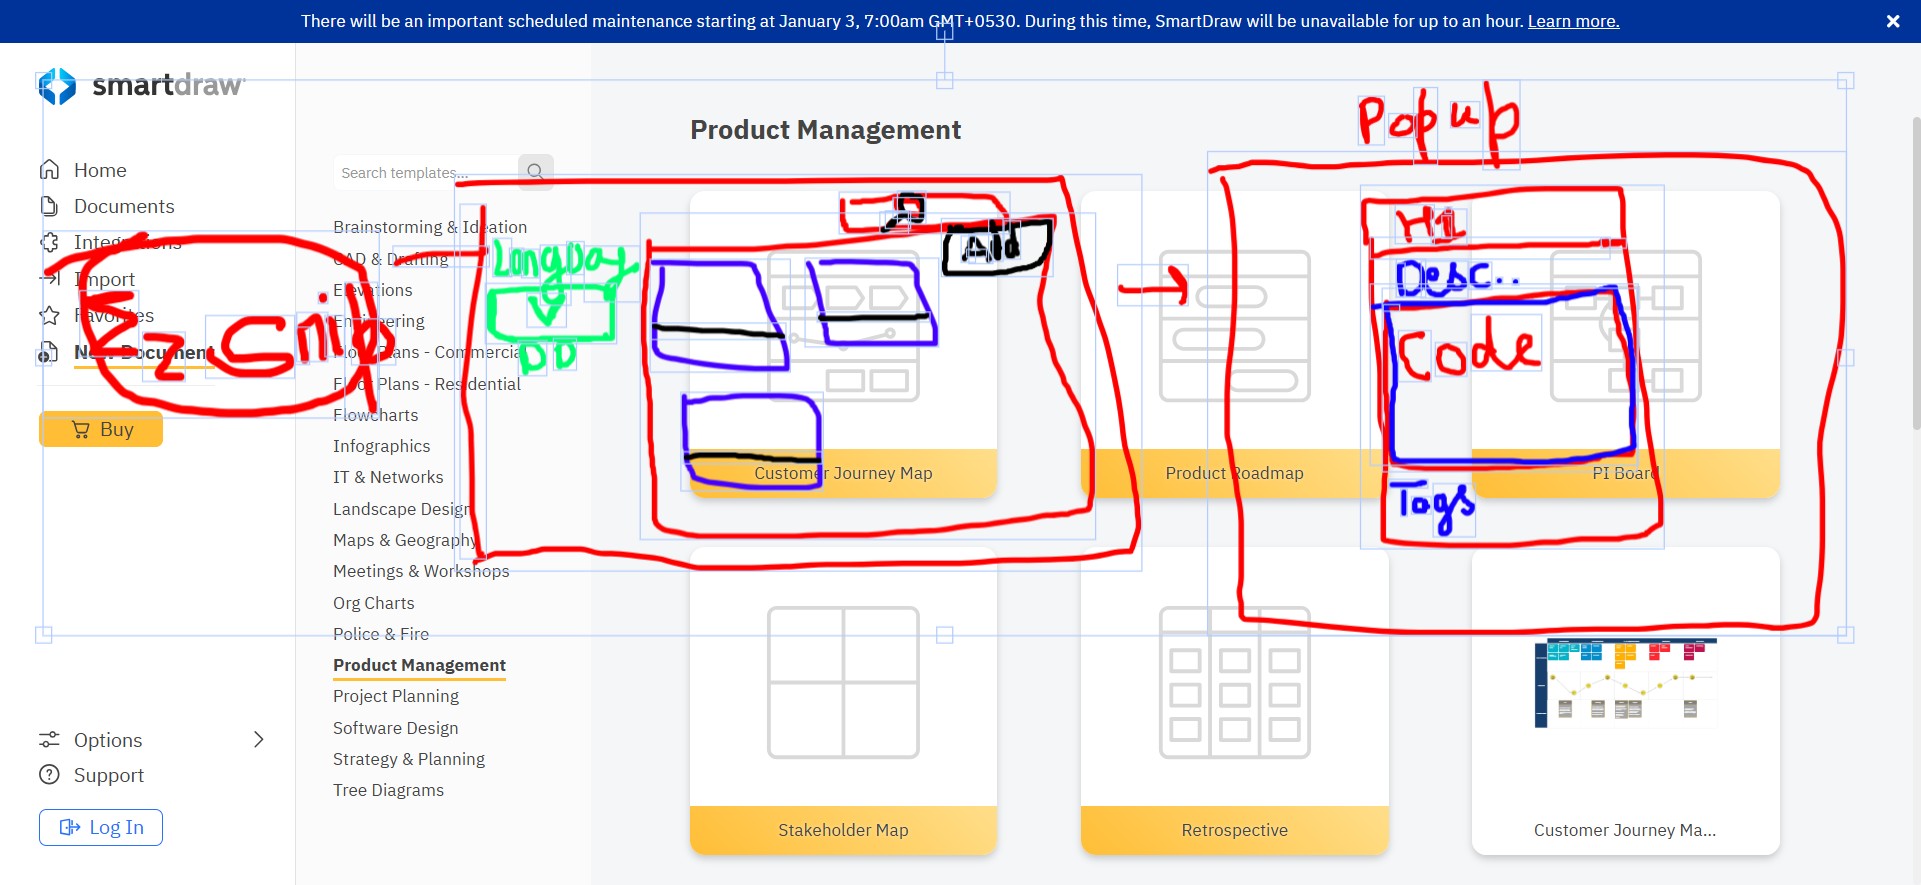 There will be an important scheduled maintenance starting at January 3, 7:00am GMT+0530. During this time, SmartDraw will be unavailable for up to an hour. Learn more.
smartdraw
Home
Documents
Integrations
Import
Favorites
New Document
Buy
Options
Support
Log In
Search templates...
Brainstorming & Ideation
CAD & Drafting
Elevations
Engineering
Floor Plans - Commercial
Floor Plans - Residential
Flowcharts
Infographics
IT & Networks
Landscape Design
Maps & Geography
Meetings & Workshops
Org Charts
Police & Fire
Product Management
Project Planning
Software Design
Strategy & Planning
Tree Diagrams
Product Management
Customer Journey Map
Product Roadmap
PI Board
Stakeholder Map
Retrospective
Customer Journey Ma...
DD
Add
Popup
H1
Desc..
Code
Tags